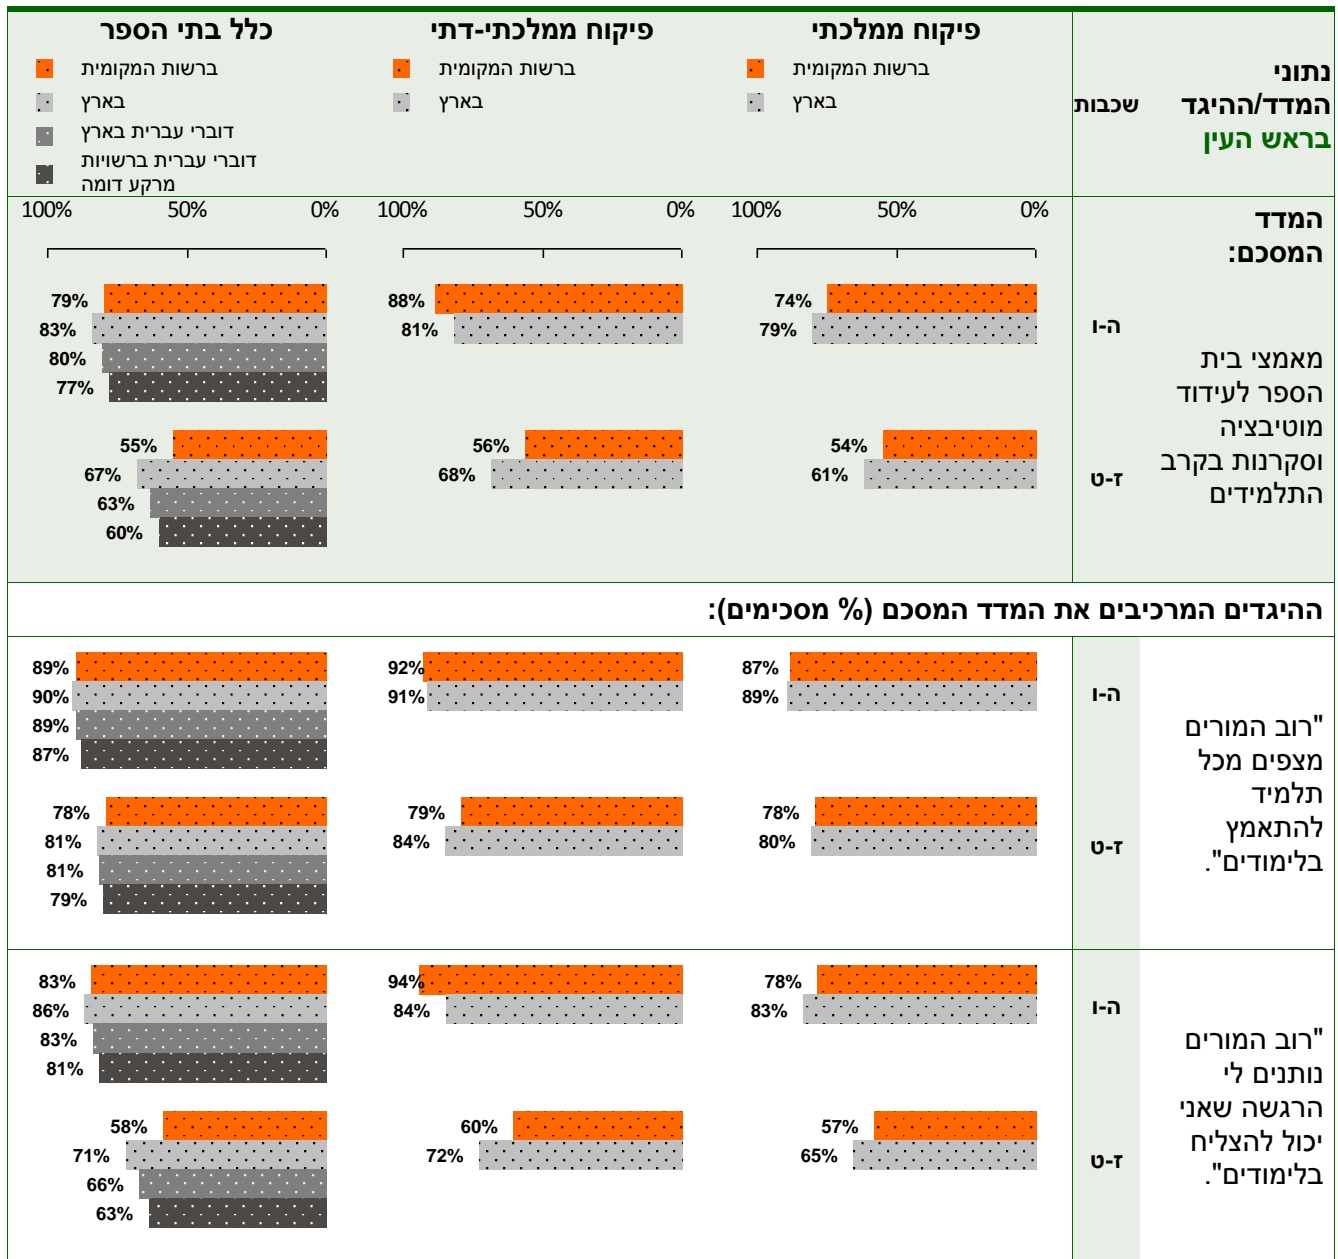 נתוני
המדד/ההיגד
בראש העין
שכבות
פיקוח ממלכתי
ברשות המקומית
בארץ
פיקוח ממלכתי-דתי
ברשות המקומית
בארץ
כלל בתי הספר
ברשות המקומית
בארץ
דוברי עברית בארץ
דוברי עברית ברשויות
מרקע דומה
המדד
המסכם:
מאמצי בית
הספר לעידוד
מוטיבציה
וסקרנות בקרב
התלמידים
0% 50% 100%
0% 50% 100%
0% 50% 100%
ה-ו
74%
79%
88%
81%
79%
83%
80%
77%
ז-ט
54%
61%
56%
68%
55%
67%
63%
60%
ההיגדים המרכיבים את המדד המסכם (% מסכימים):
"רוב המורים
מצפים מכל
תלמיד
להתאמץ
בלימודים".
ה-ו
87%
89%
92%
91%
89%
90%
89%
87%
ז-ט
78%
80%
79%
84%
78%
81%
81%
79%
"רוב המורים
נותנים לי
הרגשה שאני
יכול להצליח
בלימודים".
ה-ו
78%
83%
94%
84%
83%
86%
83%
81%
ז-ט
57%
65%
60%
72%
58%
71%
66%
63%